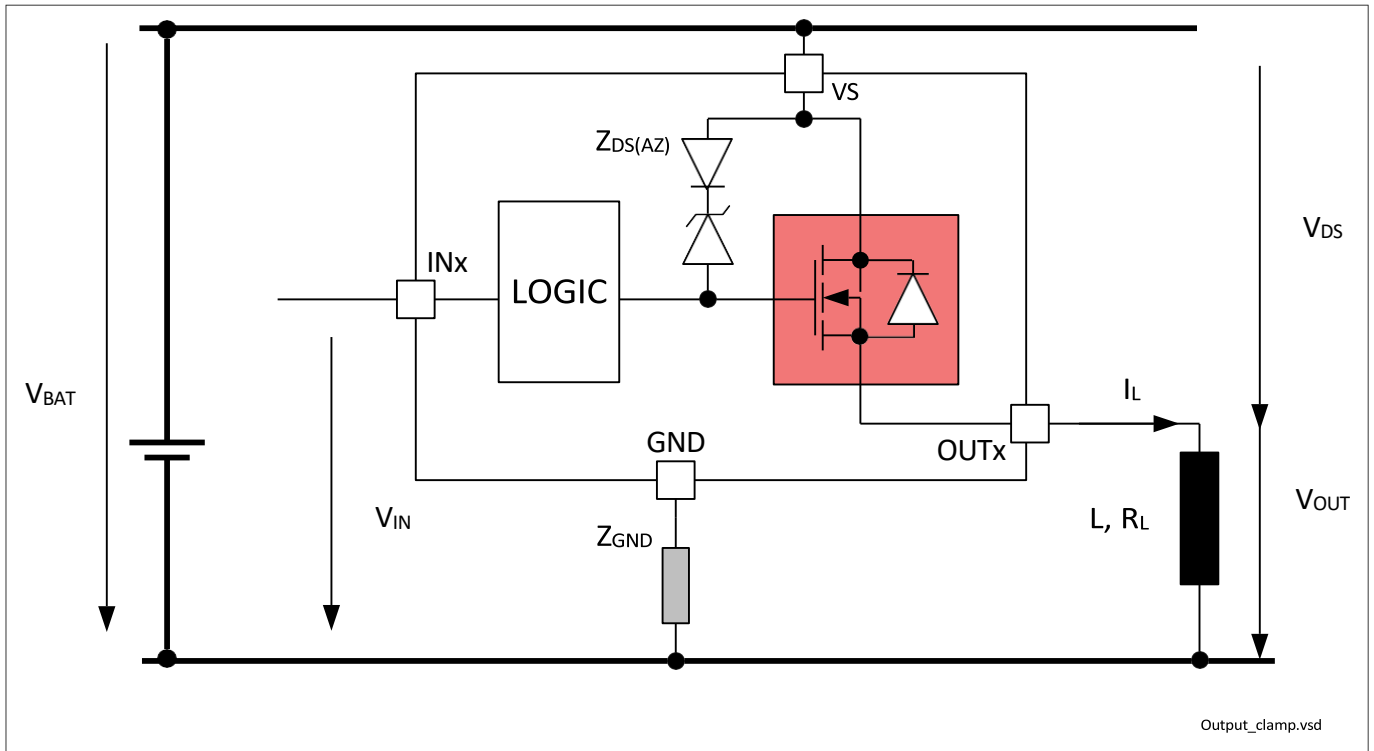 VS
ZDS(AZ)
VDS
INx
LOGIC
VBAT
IL
GND
OUTx
VIN
VOUT
L, RL
ZGND
Output_clamp.vsd